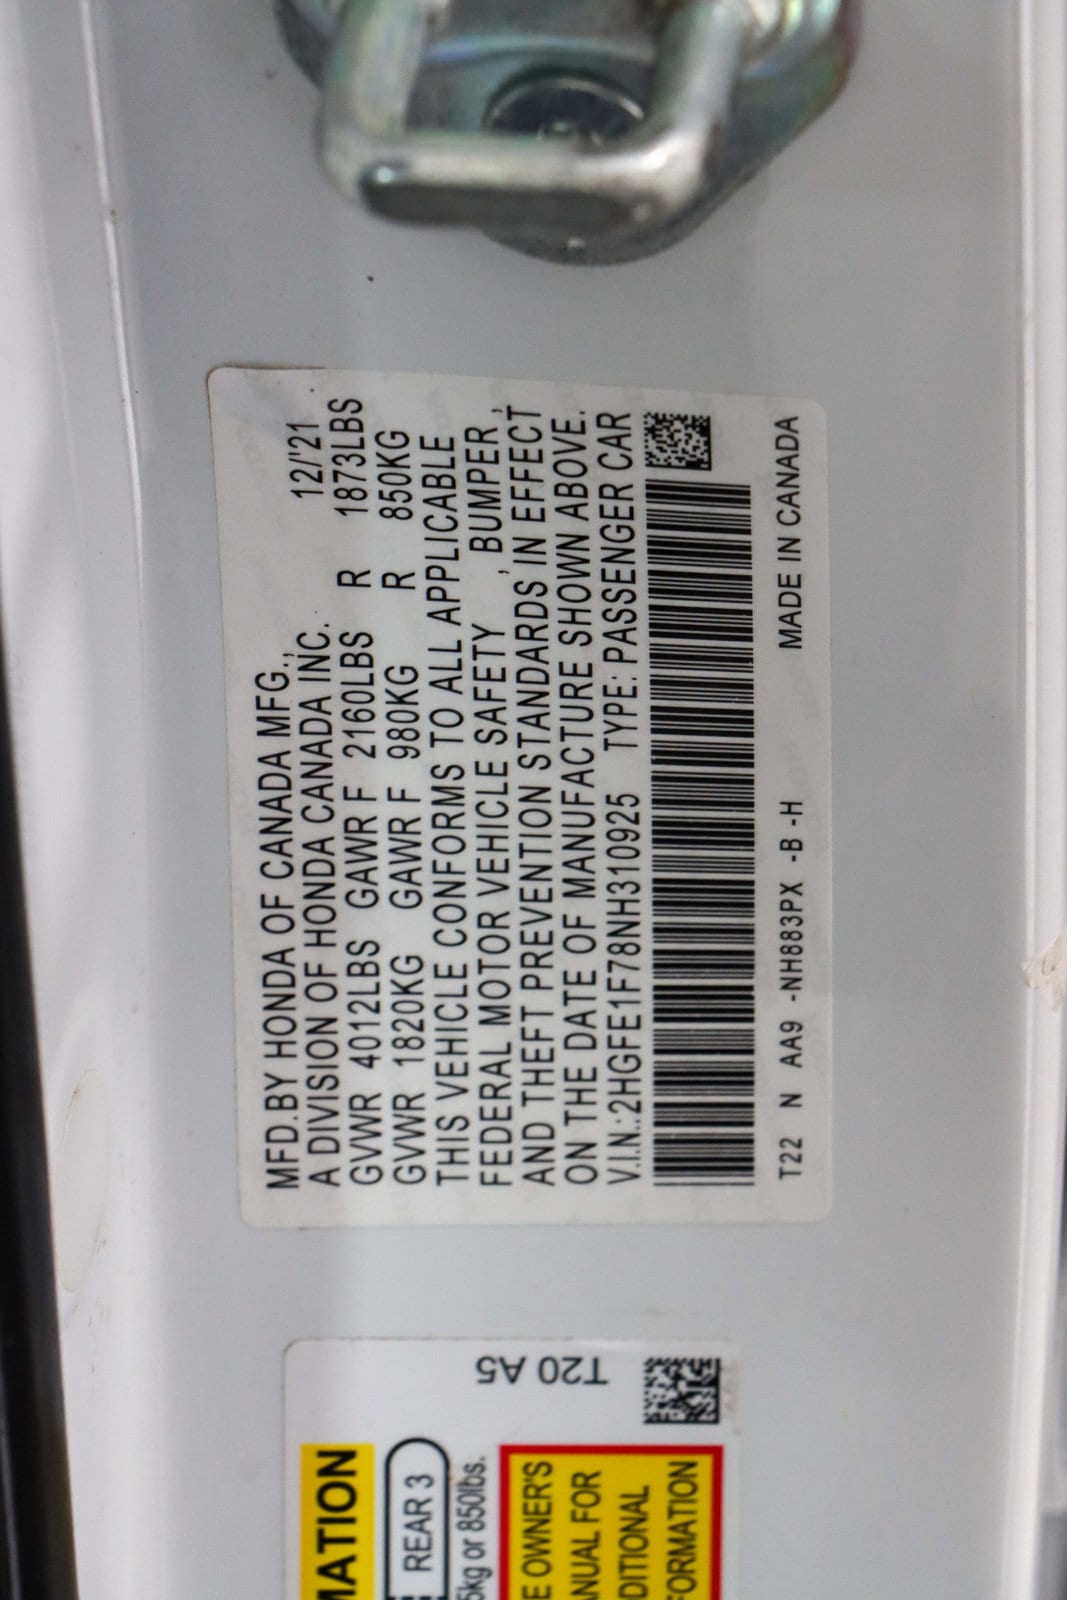 MFD.BY HONDA OF CANADA MFG.,
A DIVISION OF HONDA CANADA INC. 12/'21
GVWR 4012LBS GAWR F 2160LBS R 1873LBS
GVWR 1820KG GAWR F 980KG R 850KG
THIS VEHICLE CONFORMS TO ALL APPLICABLE
FEDERAL MOTOR VEHICLE SAFETY , BUMPER ,
AND THEFT PREVENTION STANDARDS IN EFFECT
ON THE DATE OF MANUFACTURE SHOWN ABOVE.
V.I.N.:2HGFE1F78NH310925 TYPE: PASSENGER CAR
T22 N AA9 -NH883PX -B -H MADE IN CANADA
T20 A5
MATION
REAR 3
5kg or 850lbs.
E OWNER'S
ANUAL FOR
DITIONAL
FORMATION